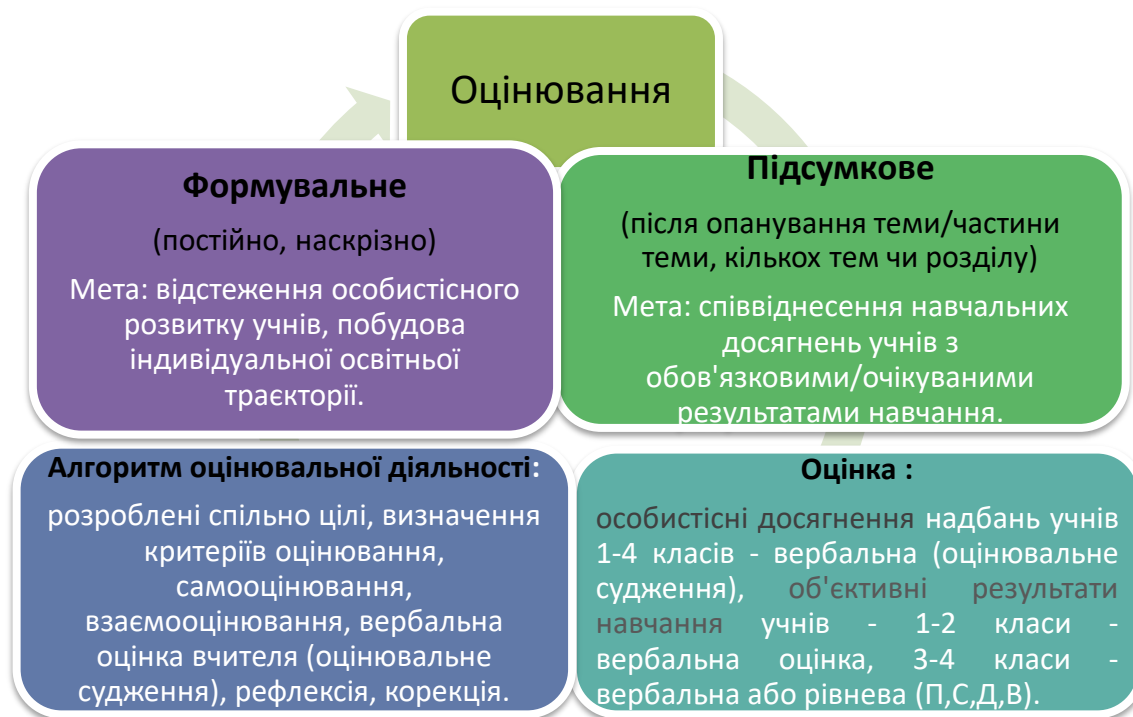 Оцінювання
Формувальне
(постійно, наскрізно)
Мета: відстеження особистісного
розвитку учнів, побудова
індивідуальної освітньої
траєкторії.
Підсумкове
(після опанування теми/частини
теми, кількох тем чи розділу)
Мета: співвіднесення навчальних
досягнень учнів з
обов'язковими/очікуваними
результатами навчання.
Алгоритм оцінювальної діяльності:
розроблені спільно цілі, визначення
критеріїв оцінювання,
самооцінювання,
взаємооцінювання, вербальна
оцінка вчителя (оцінювальне
судження), рефлексія, корекція.
Оцінка :
особистісні досягнення надбань учнів
1-4 класів - вербальна (оцінювальне
судження), об'єктивні результати
навчання учнів - 1-2 класи -
вербальна оцінка, 3-4 класи -
вербальна або рівнева (П,С,Д,В).